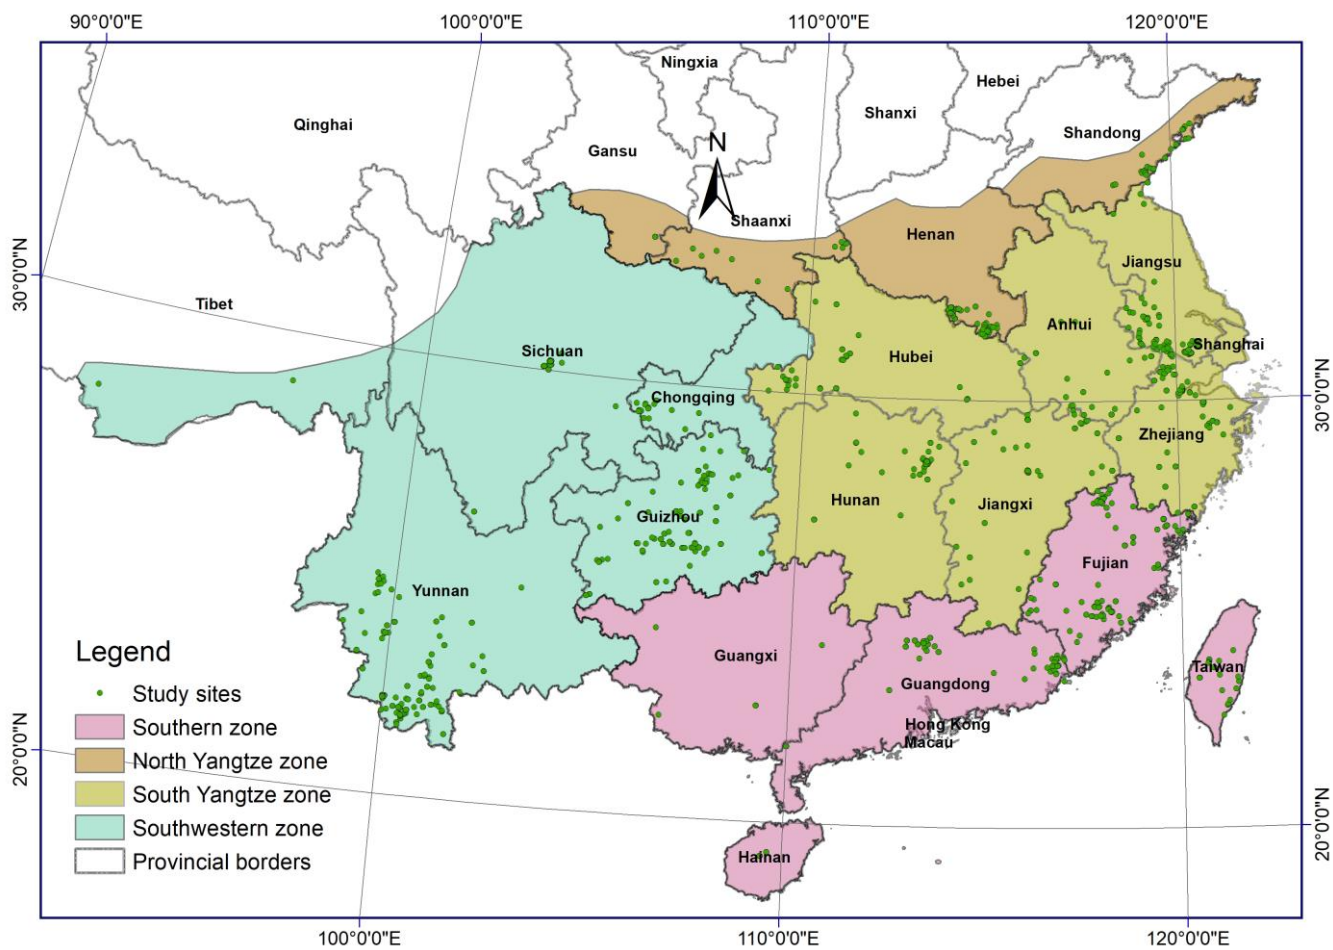 90°0'0"E
100°0'0"E
110°0'0"E
120°0'0"E
Ningxia
Hebei
Shanxi
Qinghai
Shandong
Gansu
N
Shaanxi
Henan
Jiangsu
30°0'0"N
Tibet
Anhui
Sichuan
Hubei
Shanghai
Chongqing
30°0'0"N
Zhejiang
Hunan
Jiangxi
Guizhou
Fujian
Yunnan
Legend
Guangxi
Taiwan
Study sites
Guangdong
Southern zone
Hong Kong
Macau
20°0'0"N
North Yangtze zone
South Yangtze zone
Southwestern zone
20°0'0"N
Provincial borders
Hainan
100°0'0"E
110°0'0"E
120°0'0"E